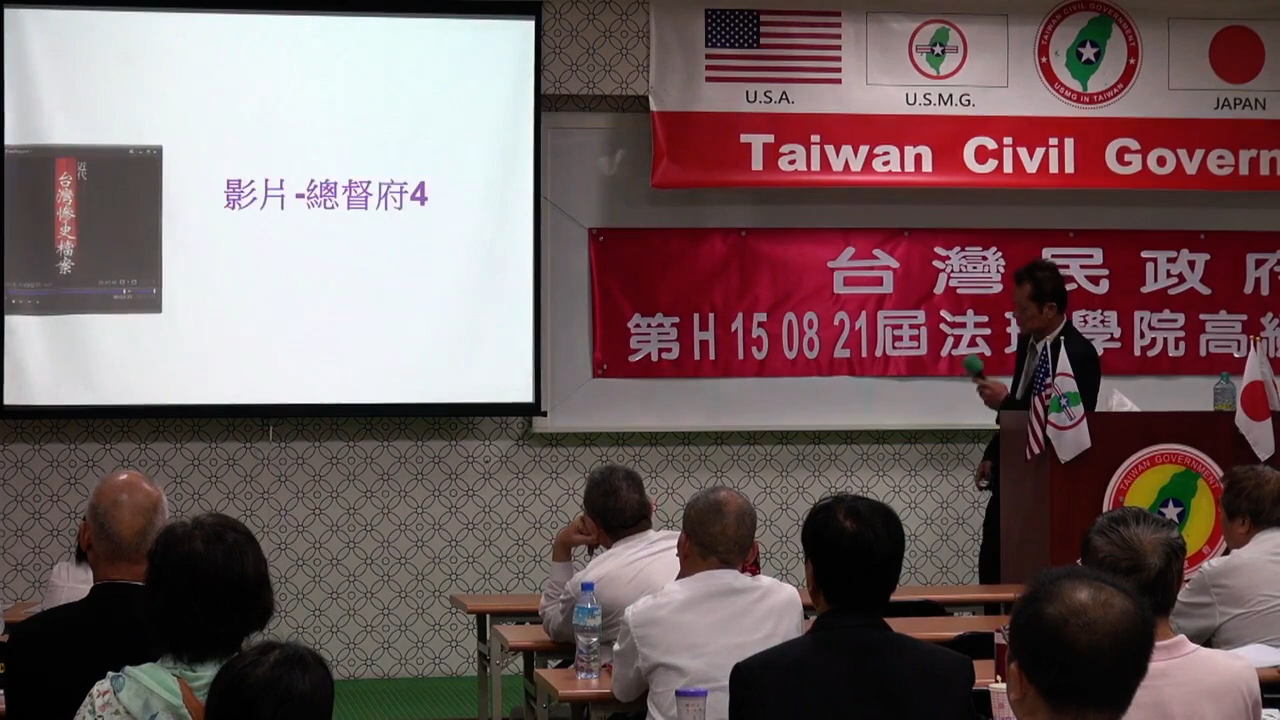 影片-總督府4
近代
台灣慘史檔案
U.S.A.
U.S.M.G.
TAIWAN CIVIL GOVERNMENT
USMG IN TAIWAN
JAPAN
Taiwan Civil Govern
台灣民政府
第H 15 08 21屆法理學院高
TAIWAN GOVERNMENT